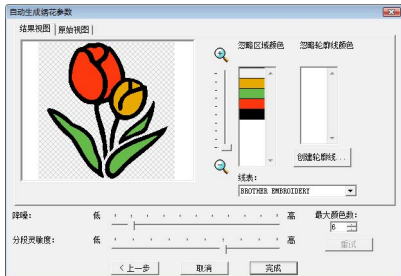 自动生成绣花参数
结果视图 原始视图
忽略区域颜色 忽略轮廓线颜色
创建轮廓线...
线表:
BROTHER EMBROIDERY
降噪: 低 高 最大颜色数:
6
分段灵敏度: 低 高 重试
< 上一步 取消 完成